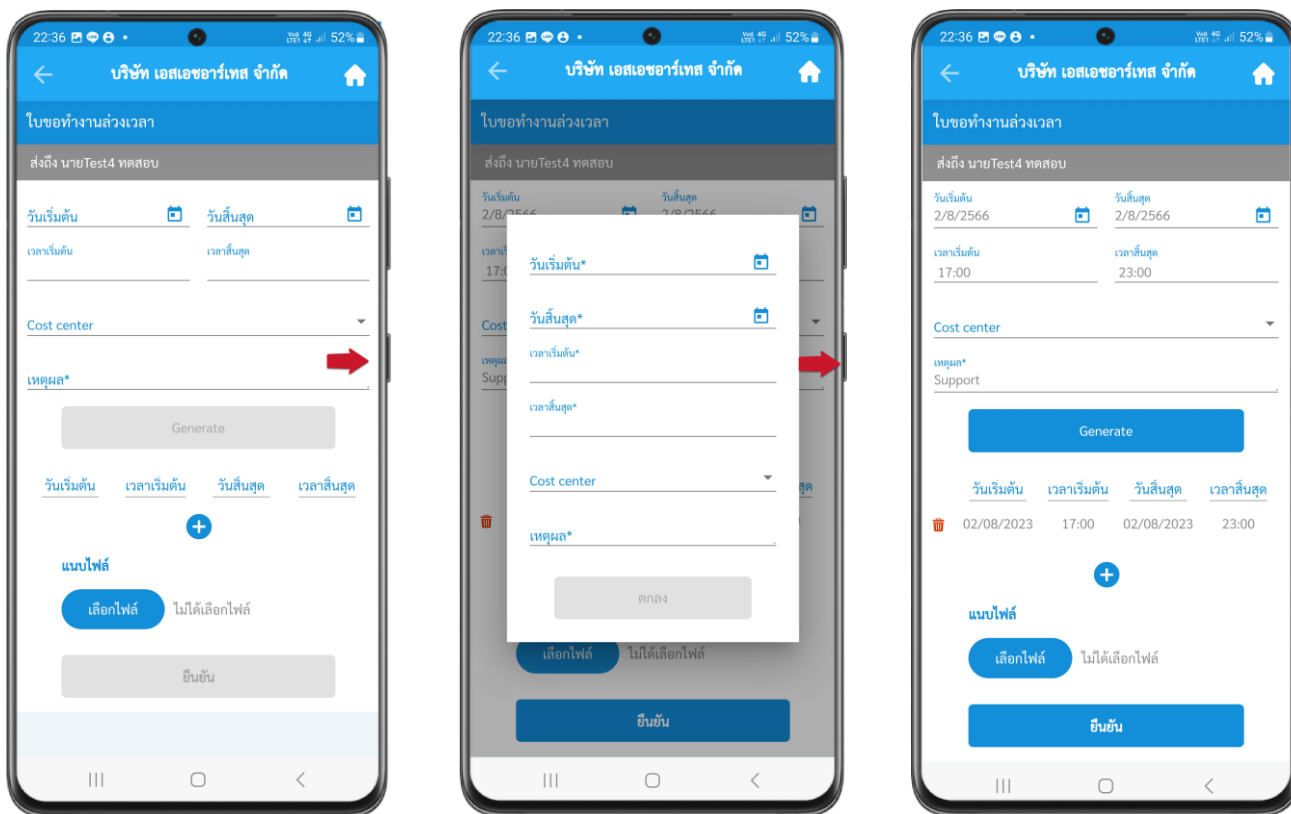 22:36 52%
บริษัท เอสเอชอาร์เทส จำกัด
ใบขอทำงานล่วงเวลา
ส่งถึง นายTest4 ทดสอบ
วันเริ่มต้น วันสิ้นสุด
เวลาเริ่มต้น เวลาสิ้นสุด
Cost center
เหตุผล*
Generate
วันเริ่มต้น เวลาเริ่มต้น วันสิ้นสุด เวลาสิ้นสุด
แนบไฟล์
เลือกไฟล์ ไม่ได้เลือกไฟล์
ยืนยัน
22:36 52%
บริษัท เอสเอชอาร์เทส จำกัด
ใบขอทำงานล่วงเวลา
ส่งถึง นายTest4 ทดสอบ
วันเริ่มต้น วันสิ้นสุด
2/8/2566 2/8/2566
วันเริ่มต้น*
วันสิ้นสุด*
เวลาเริ่มต้น*
เวลาสิ้นสุด*
Cost center
เหตุผล*
ตกลง
เลือกไฟล์ ไม่ได้เลือกไฟล์
ยืนยัน
22:36 52%
บริษัท เอสเอชอาร์เทส จำกัด
ใบขอทำงานล่วงเวลา
ส่งถึง นายTest4 ทดสอบ
วันเริ่มต้น วันสิ้นสุด
2/8/2566 2/8/2566
เวลาเริ่มต้น เวลาสิ้นสุด
17:00 23:00
Cost center
เหตุผล*
Support
Generate
วันเริ่มต้น เวลาเริ่มต้น วันสิ้นสุด เวลาสิ้นสุด
02/08/2023 17:00 02/08/2023 23:00
แนบไฟล์
เลือกไฟล์ ไม่ได้เลือกไฟล์
ยืนยัน